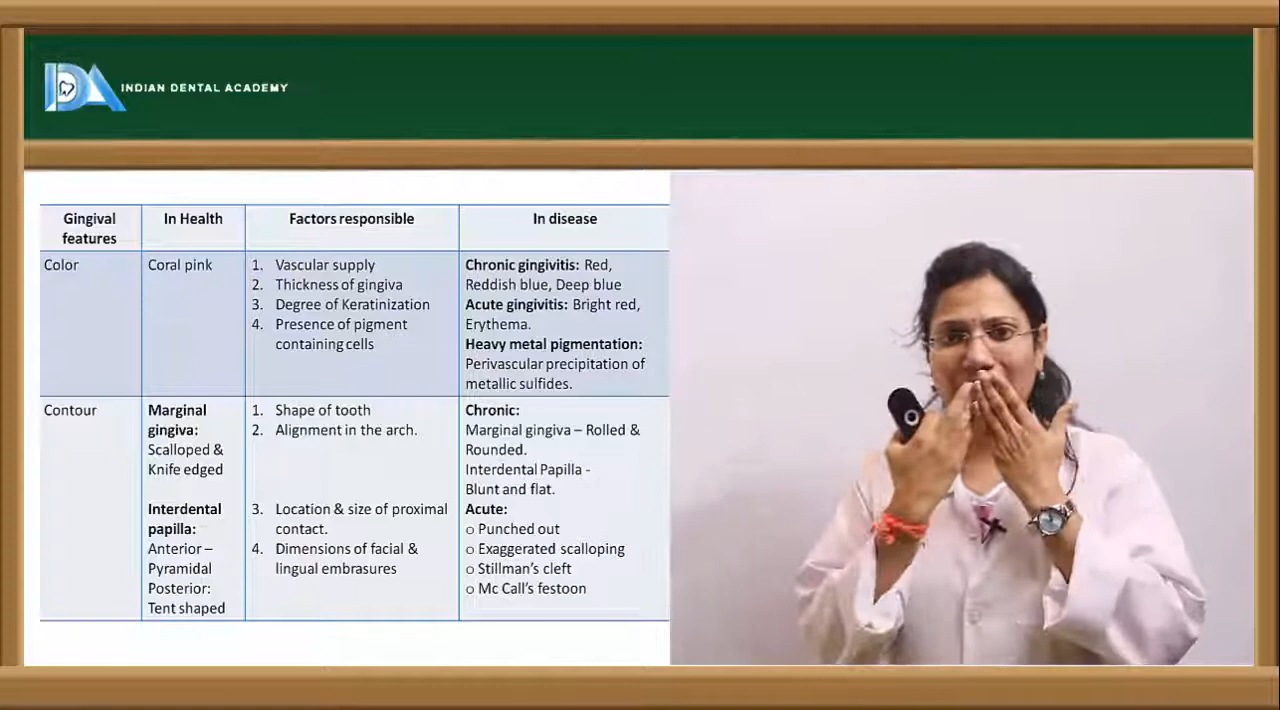 IDA INDIAN DENTAL ACADEMY
Gingival features
In Health
Factors responsible
In disease
Color
Coral pink
1. Vascular supply
2. Thickness of gingiva
3. Degree of Keratinization
4. Presence of pigment
containing cells
Chronic gingivitis: Red,
Reddish blue, Deep blue
Acute gingivitis: Bright red,
Erythema.
Heavy metal pigmentation:
Perivascular precipitation of
metallic sulfides.
Contour
Marginal
gingiva:
Scalloped &
Knife edged
Interdental
papilla:
Anterior –
Pyramidal
Posterior:
Tent shaped
1. Shape of tooth
2. Alignment in the arch.
3. Location & size of proximal
contact.
4. Dimensions of facial &
lingual embrasures
Chronic:
Marginal gingiva – Rolled &
Rounded.
Interdental Papilla -
Blunt and flat.
Acute:
o Punched out
o Exaggerated scalloping
o Stillman's cleft
o Mc Call's festoon